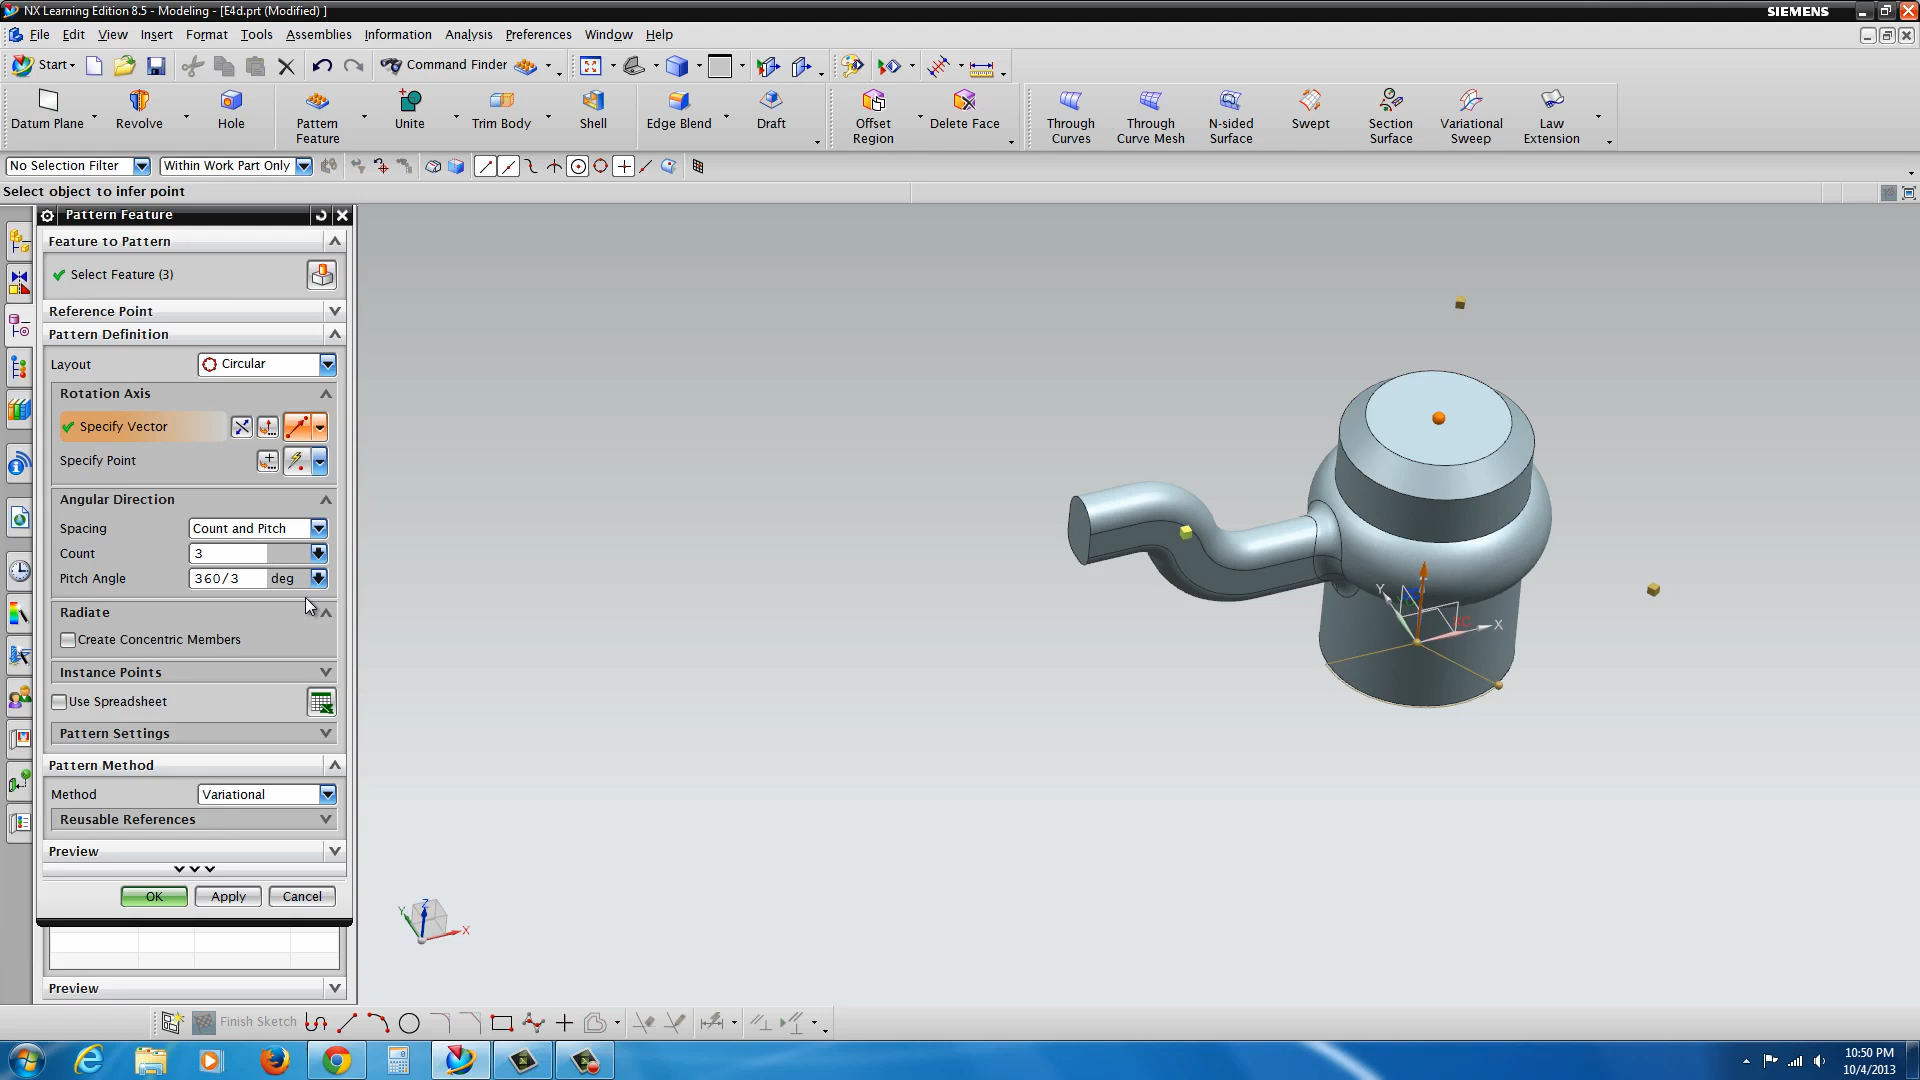 NX Learning Edition 8.5 - Modeling - [E4d.prt (Modified) ]
SIEMENS
File Edit View Insert Format Tools Assemblies Information Analysis Preferences Window Help
Start Command Finder
Datum Plane Revolve Hole Pattern Feature Unite Trim Body Shell Edge Blend Draft Offset Region Delete Face Through Curves Through Curve Mesh N-sided Surface Swept Section Surface Variational Sweep Law Extension
No Selection Filter Within Work Part Only
Select object to infer point
Pattern Feature
Feature to Pattern
Select Feature (3)
Reference Point
Pattern Definition
Layout Circular
Rotation Axis
Specify Vector
Specify Point
Angular Direction
Spacing Count and Pitch
Count 3
Pitch Angle 360/3 deg
Radiate
Create Concentric Members
Instance Points
Use Spreadsheet
Pattern Settings
Pattern Method
Method Variational
Reusable References
Preview
OK Apply Cancel
Preview
Y
XC X
Y Z X
Finish Sketch
10:50 PM
10/4/2013